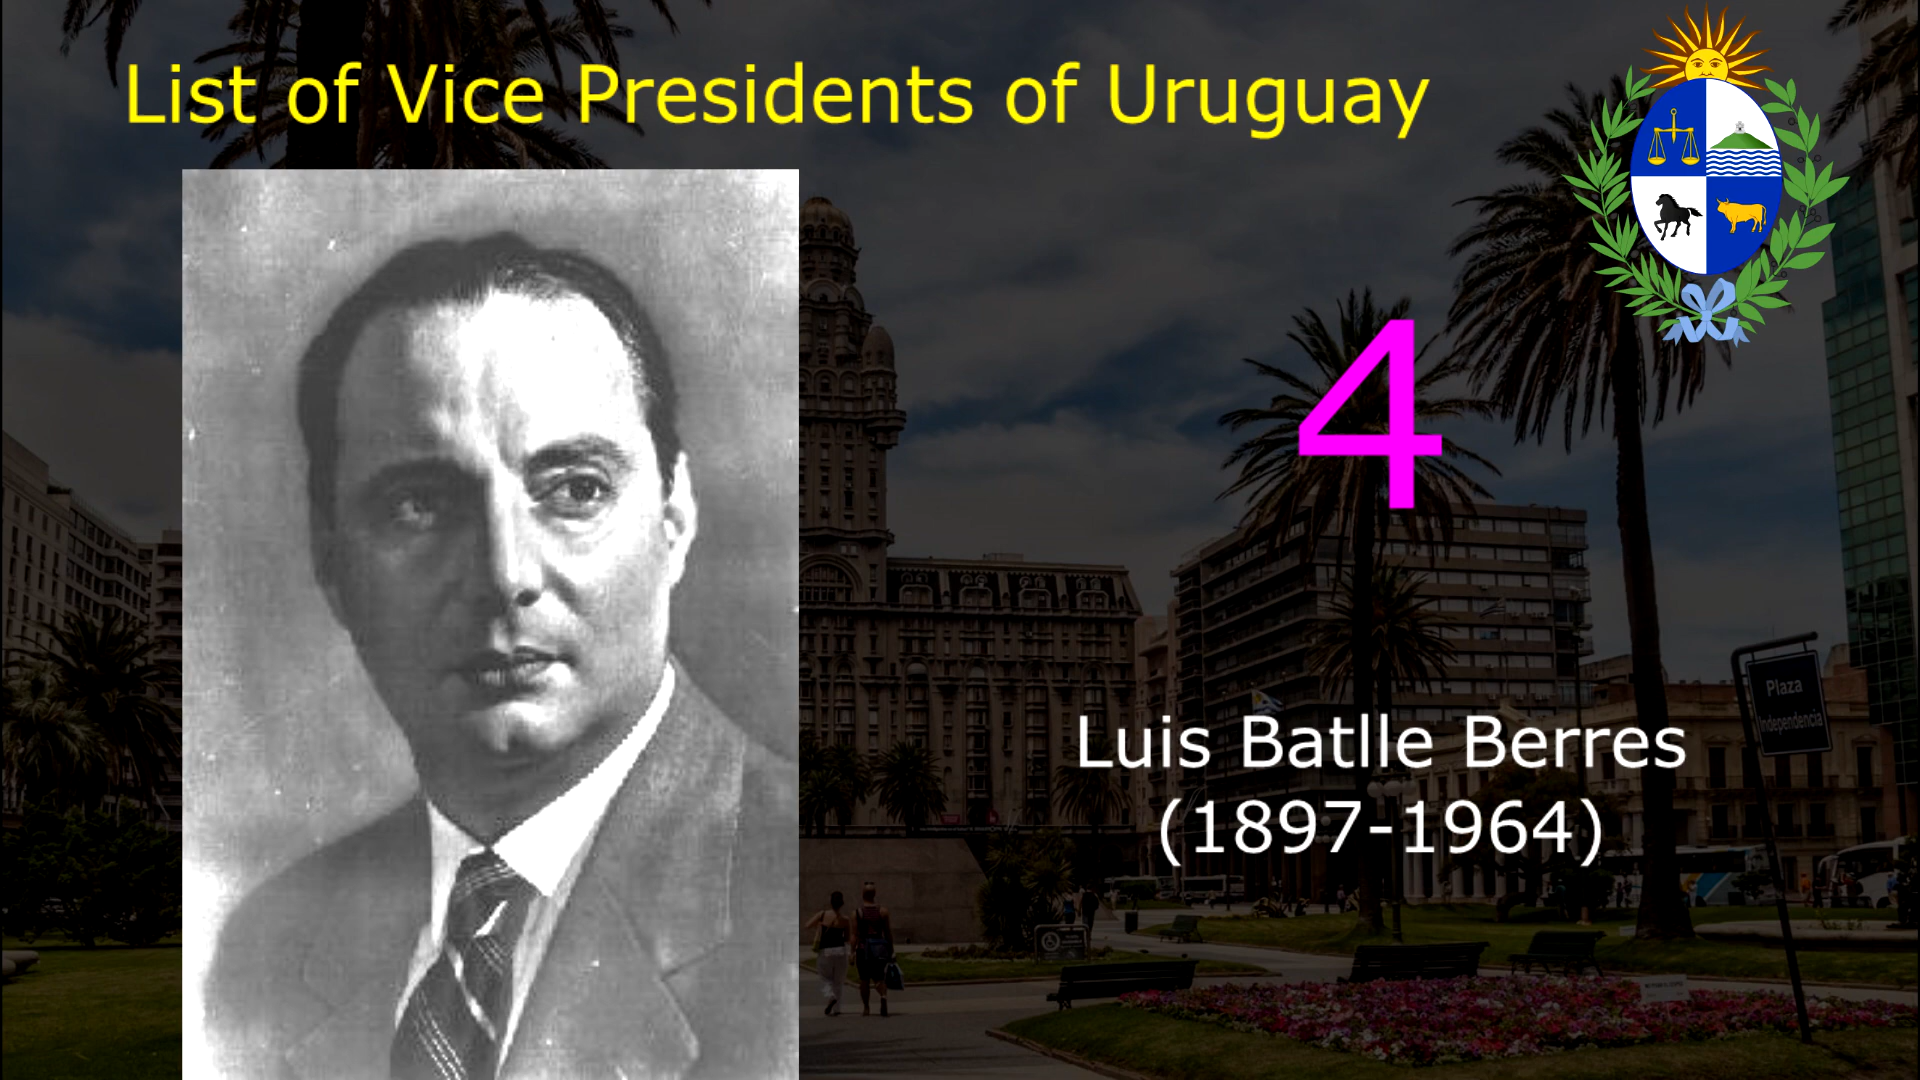 List of Vice Presidents of Uruguay
4
Luis Batlle Berres
(1897-1964)
Plaza
Independencia